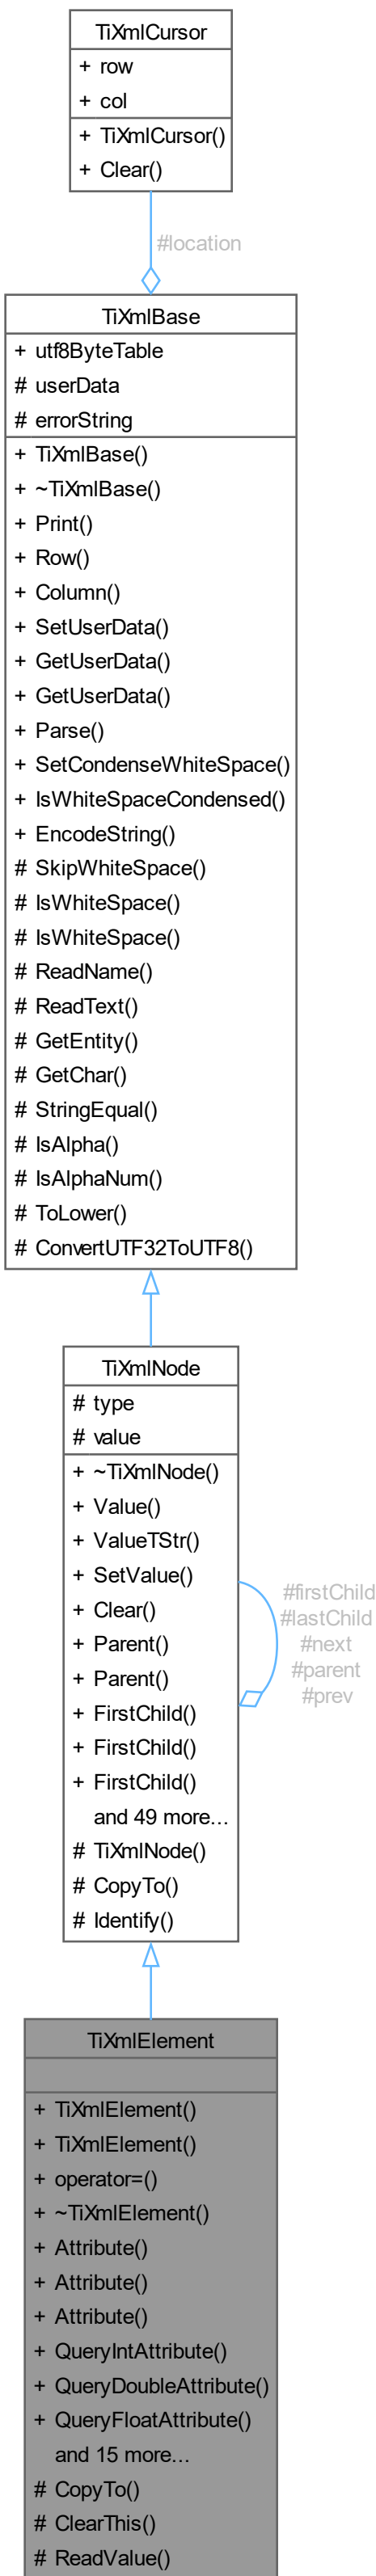 TiXmlCursor
+ row
+ col
+ TiXmlCursor()
+ Clear()
#location
TiXmlBase
+ utf8ByteTable
# userData
# errorString
+ TiXmlBase()
+ ~TiXmlBase()
+ Print()
+ Row()
+ Column()
+ SetUserData()
+ GetUserData()
+ GetUserData()
+ Parse()
+ SetCondenseWhiteSpace()
+ IsWhiteSpaceCondensed()
+ EncodeString()
# SkipWhiteSpace()
# IsWhiteSpace()
# IsWhiteSpace()
# ReadName()
# ReadText()
# GetEntity()
# GetChar()
# StringEqual()
# IsAlpha()
# IsAlphaNum()
# ToLower()
# ConvertUTF32ToUTF8()
TiXmlNode
# type
# value
+ ~TiXmlNode()
+ Value()
+ ValueTStr()
+ SetValue()
+ Clear()
+ Parent()
+ Parent()
+ FirstChild()
+ FirstChild()
+ FirstChild()
and 49 more...
# TiXmlNode()
# CopyTo()
# Identify()
#firstChild
#lastChild
#next
#parent
#prev
TiXmlElement
+ TiXmlElement()
+ TiXmlElement()
+ operator=()
+ ~TiXmlElement()
+ Attribute()
+ Attribute()
+ Attribute()
+ QueryIntAttribute()
+ QueryDoubleAttribute()
+ QueryFloatAttribute()
and 15 more...
# CopyTo()
# ClearThis()
# ReadValue()